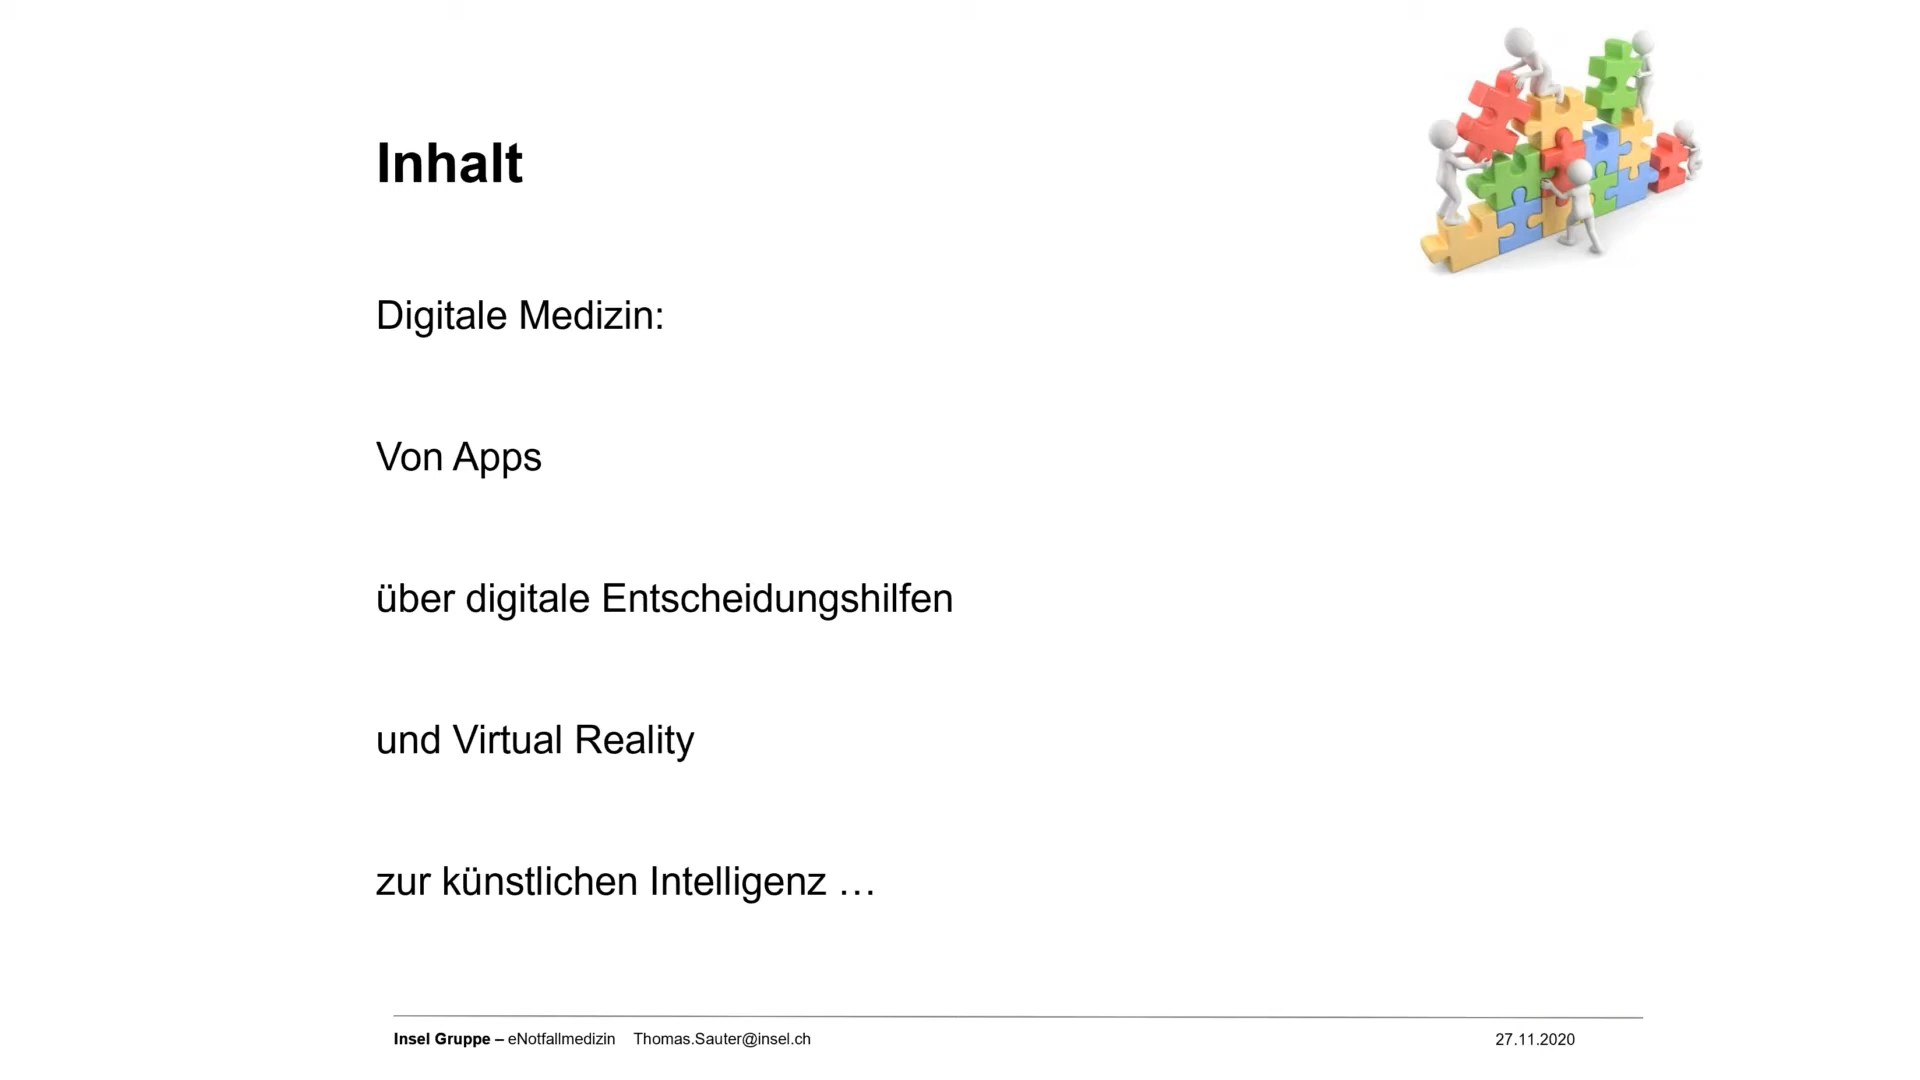 Inhalt
Digitale Medizin:
Von Apps
über digitale Entscheidungshilfen
und Virtual Reality
zur künstlichen Intelligenz …
Insel Gruppe – eNotfallmedizin Thomas.Sauter@insel.ch 27.11.2020